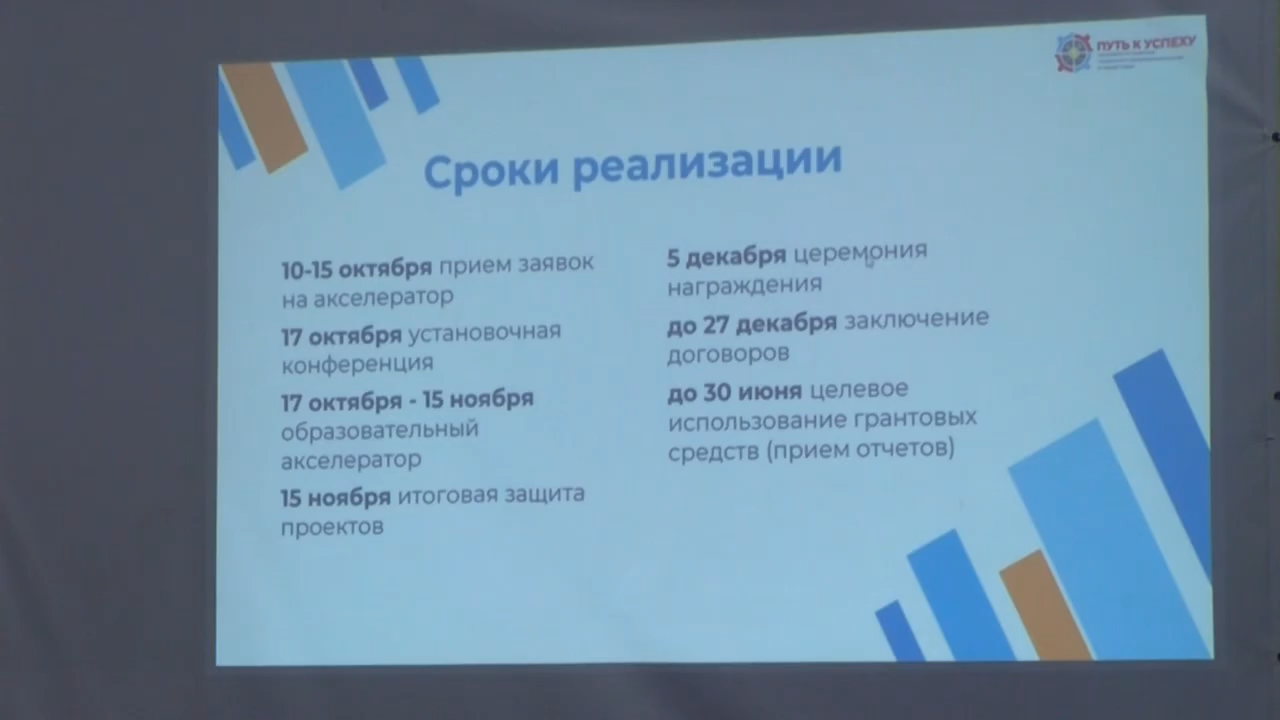 ПУТЬ К УСПЕХУ
Сроки реализации
10-15 октября прием заявок
на акселератор
17 октября установочная
конференция
17 октября - 15 ноября
образовательный
акселератор
15 ноября итоговая защита
проектов
5 декабря церемония
награждения
до 27 декабря заключение
договоров
до 30 июня целевое
использование грантовых
средств (прием отчетов)